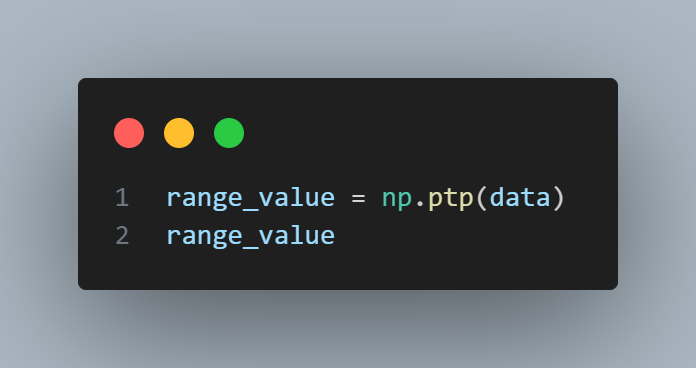 1 range_value = np.ptp(data)
2 range_value